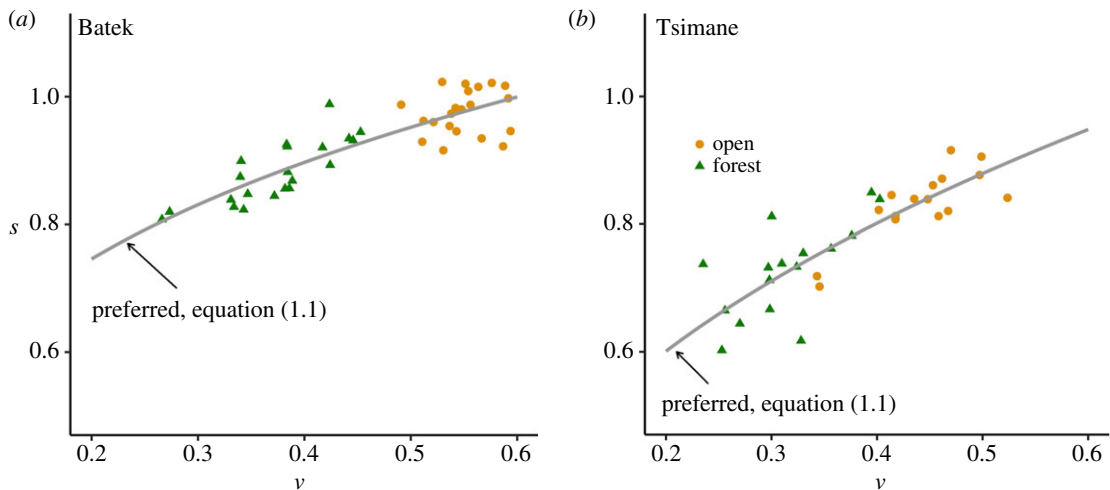 (a) Batek
1.0
0.8
0.6
s
preferred, equation (1.1)
0.2 0.3 0.4 0.5 0.6
v
(b) Tsimane
open
forest
1.0
0.8
0.6
preferred, equation (1.1)
0.2 0.3 0.4 0.5 0.6
v